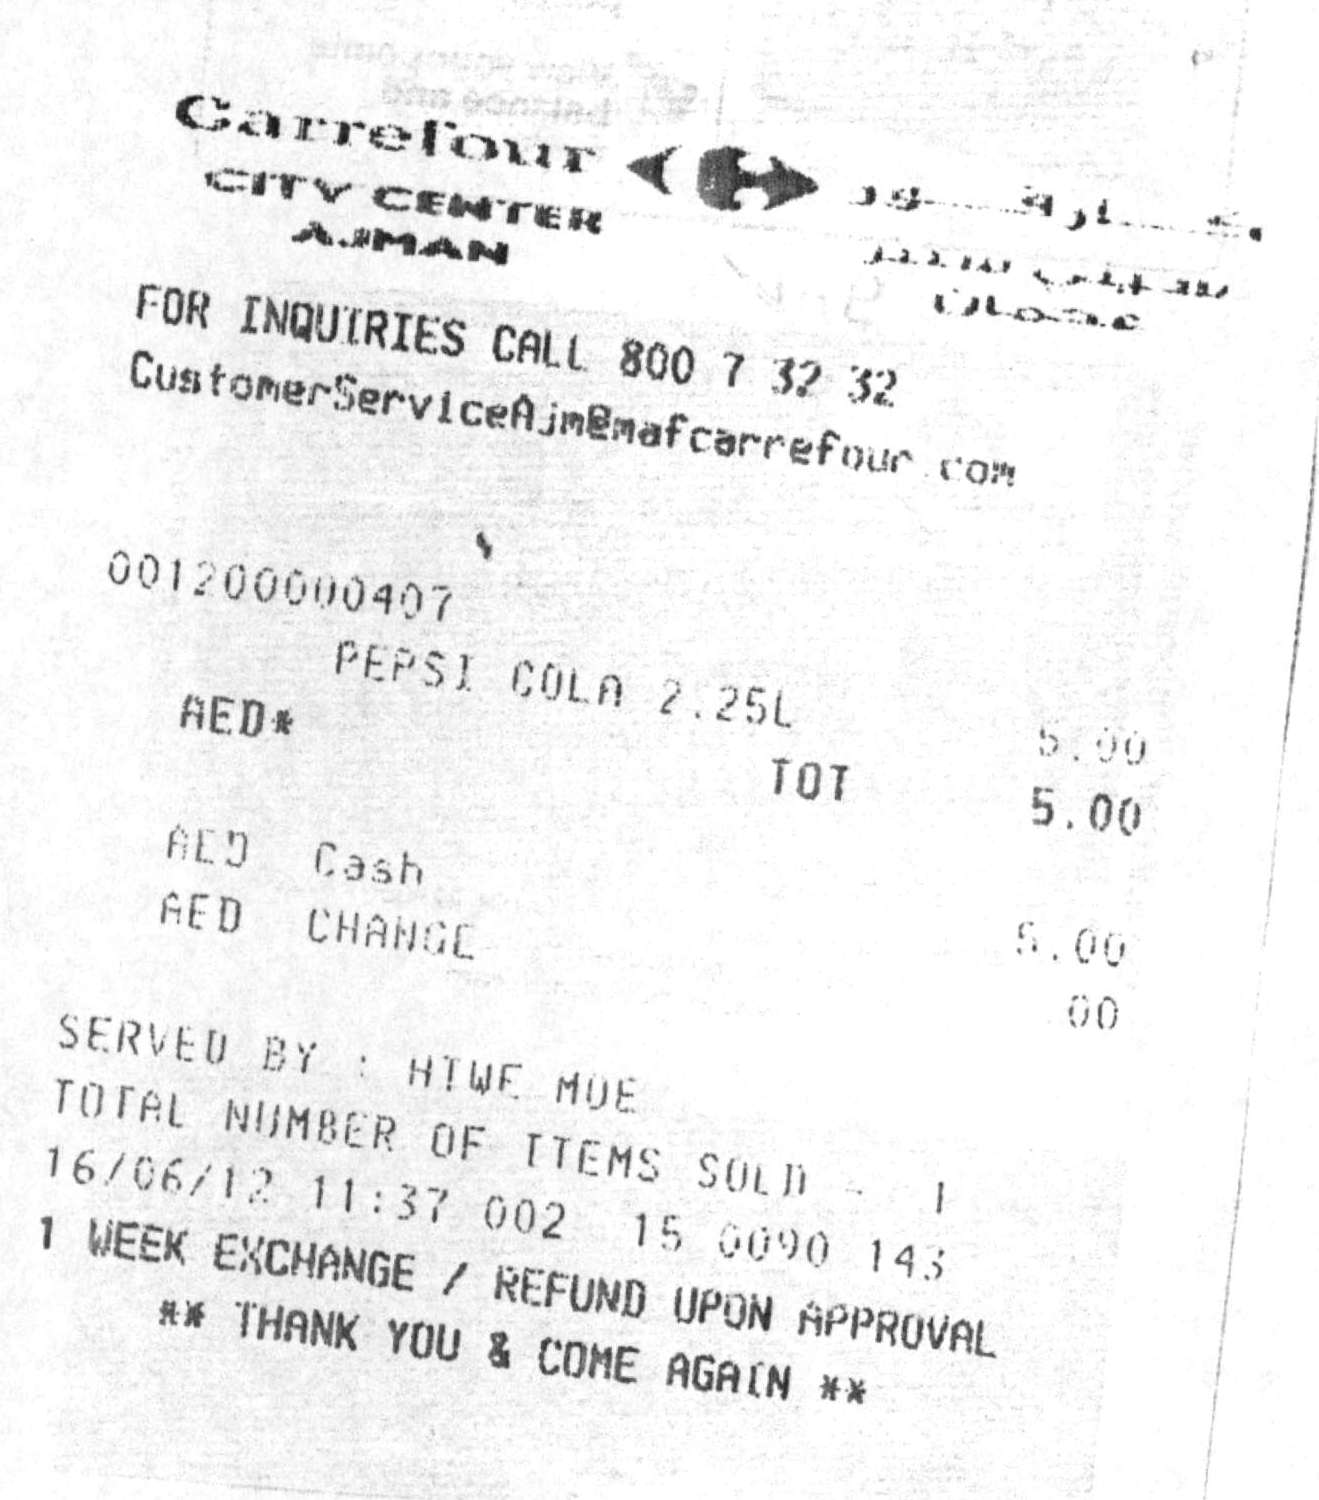 Carrefour
CITY CENTER
AJMAN
FOR INQUIRIES CALL 800 7 32 32
CustomerServiceAjm@mafcarrefour.com
001200000407
PEPSI COLA 2.25L 5.00
AED* TOT 5.00
AED Cash 5.00
AED CHANGE 00
SERVED BY : HTWE MOE
TOTAL NUMBER OF ITEMS SOLD - 1
16/06/12 11:37 002 15 0090 143
1 WEEK EXCHANGE / REFUND UPON APPROVAL
** THANK YOU & COME AGAIN **